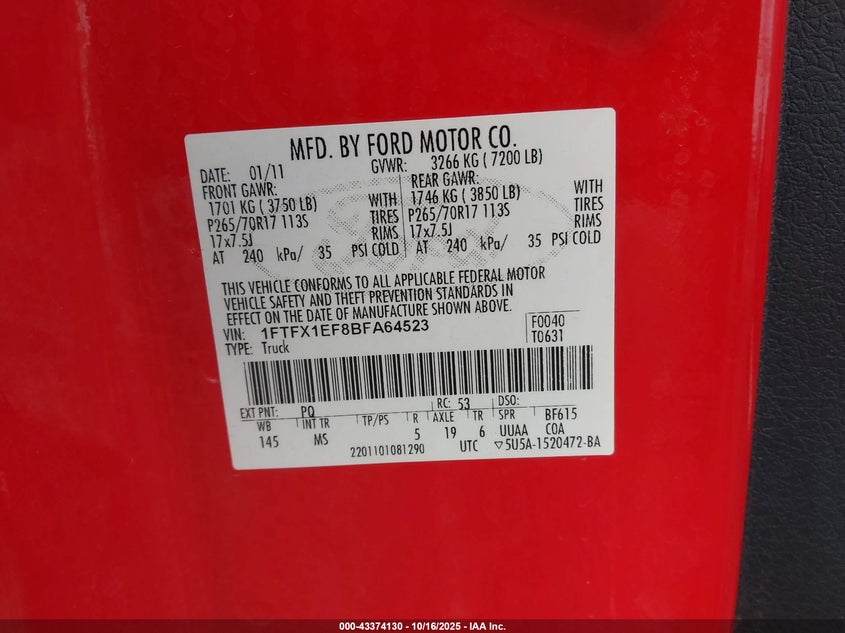 MFD. BY FORD MOTOR CO.
DATE: 01/11 GVWR: 3266 KG ( 7200 LB)
FRONT GAWR: REAR GAWR:
1701 KG ( 3750 LB) WITH 1746 KG ( 3850 LB) WITH
P265/70R17 113S TIRES P265/70R17 113S TIRES
17x7.5J RIMS 17x7.5J RIMS
AT 240 kPa/ 35 PSI COLD AT 240 kPa/ 35 PSI COLD
THIS VEHICLE CONFORMS TO ALL APPLICABLE FEDERAL MOTOR
VEHICLE SAFETY AND THEFT PREVENTION STANDARDS IN
EFFECT ON THE DATE OF MANUFACTURE SHOWN ABOVE.
VIN: 1FTFX1EF8BFA64523 F0040
TYPE: Truck T0631
EXT PNT: PQ RC: 53 DSO:
WB INT TR TP/PS R AXLE TR SPR BF615
145 MS 5 19 6 UUAA COA
2201101081290 UTC ▽5U5A-1520472-BA
000-43374130 - 10/16/2025 - IAA Inc.